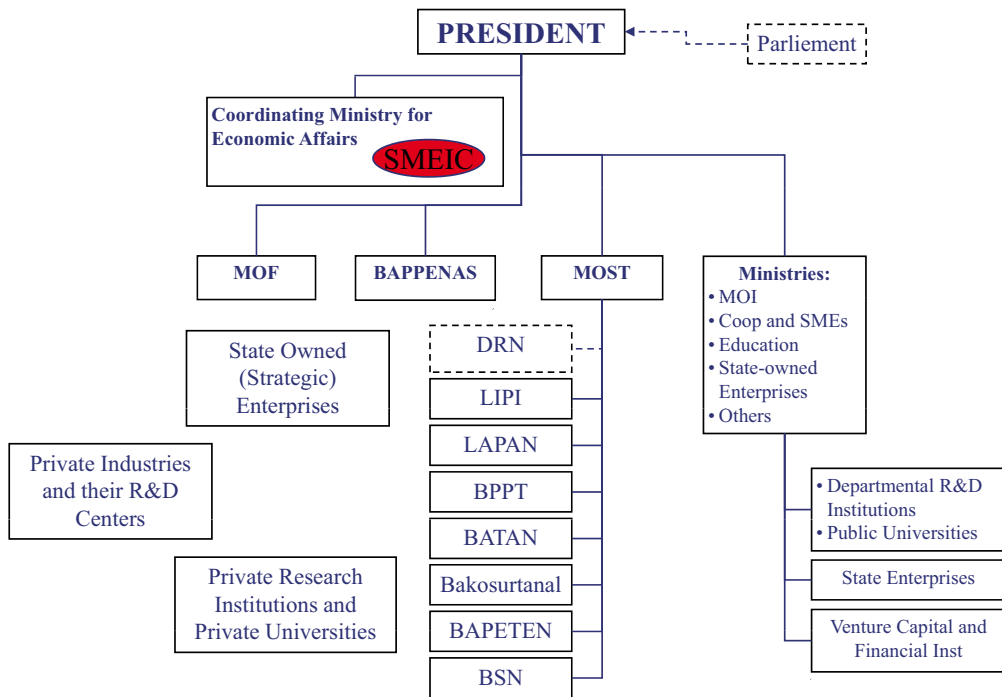 PRESIDENT
Parliement
Coordinating Ministry for
Economic Affairs
SMEIC
MOF
BAPPENAS
MOST
Ministries:
• MOI
• Coop and SMEs
• Education
• State-owned
Enterprises
• Others
State Owned
(Strategic)
Enterprises
DRN
LIPI
LAPAN
BPPT
BATAN
Bakosurtanal
BAPETEN
BSN
Private Industries
and their R&D
Centers
Private Research
Institutions and
Private Universities
• Departmental R&D
Institutions
• Public Universities
State Enterprises
Venture Capital and
Financial Inst